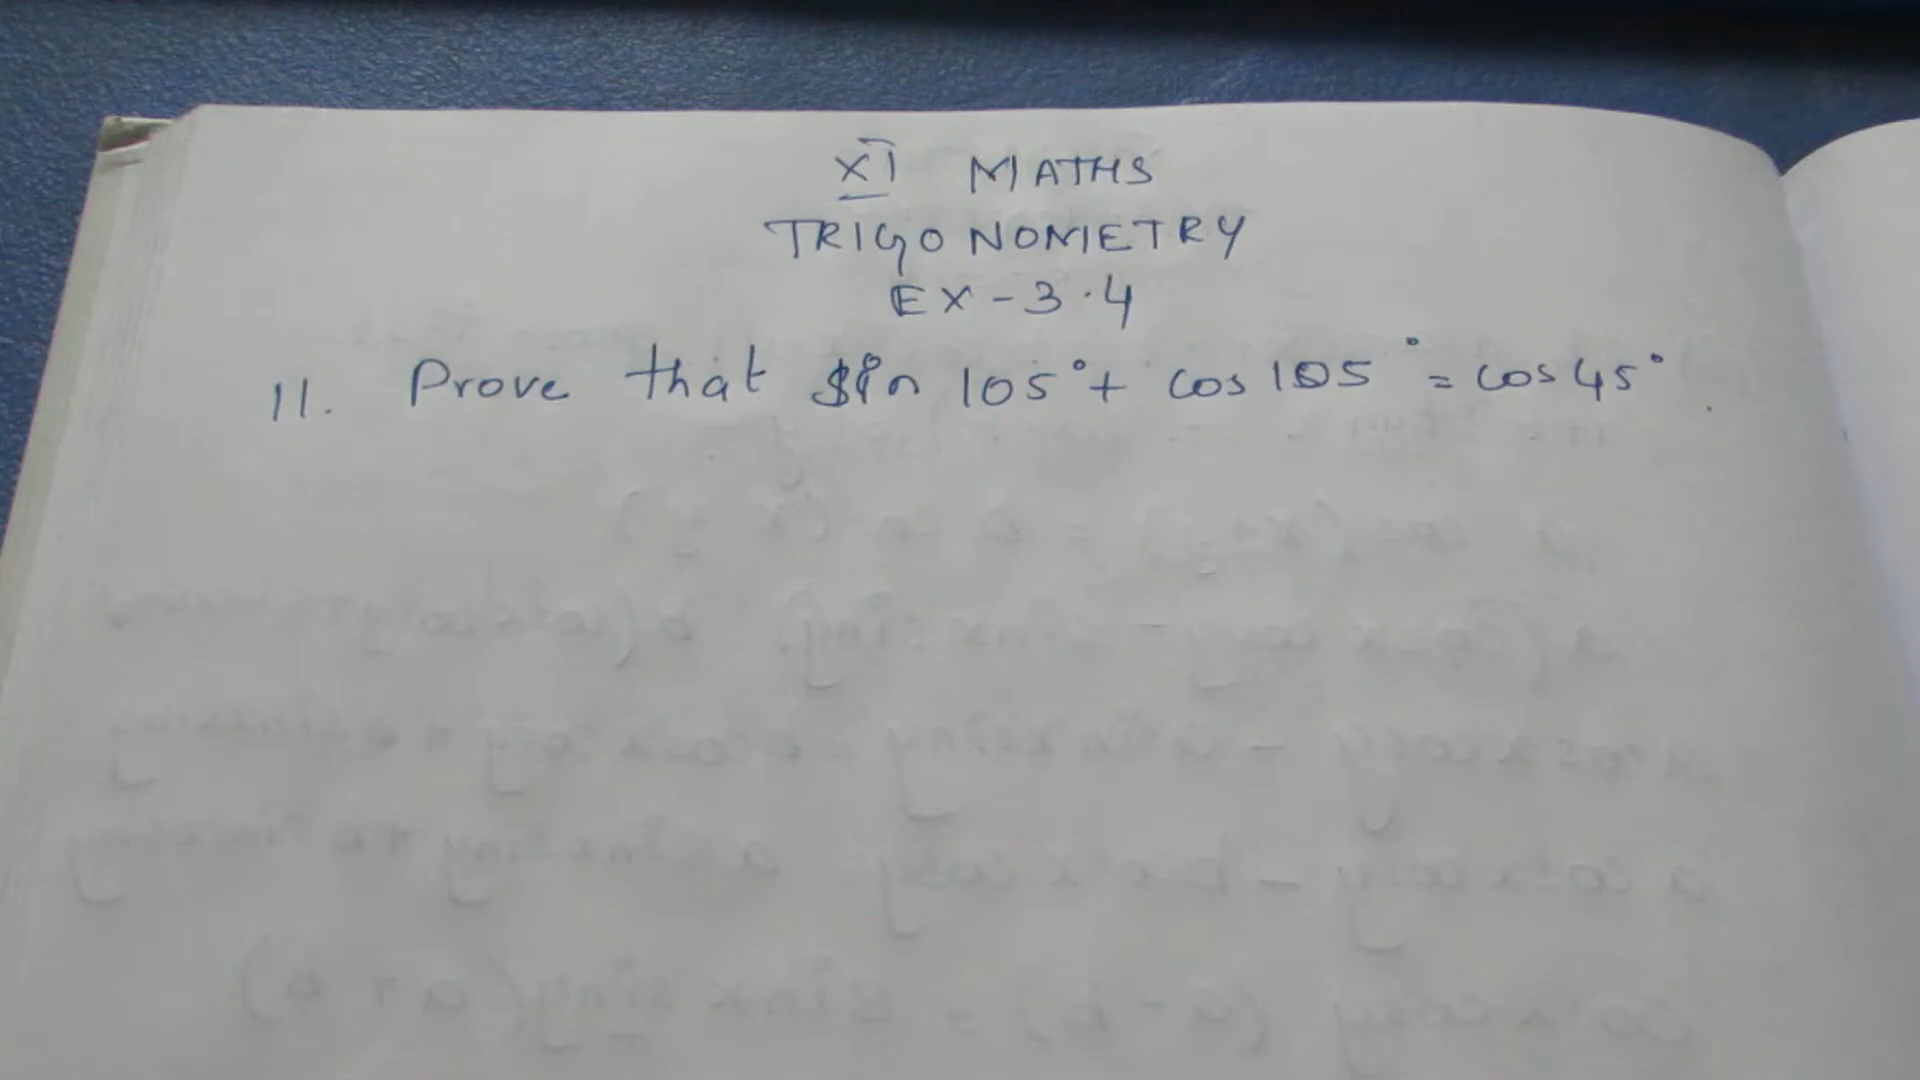 XI MATHS
TRIGONOMETRY
EX-3.4
11. Prove that sin 105° + cos 105° = cos 45°.